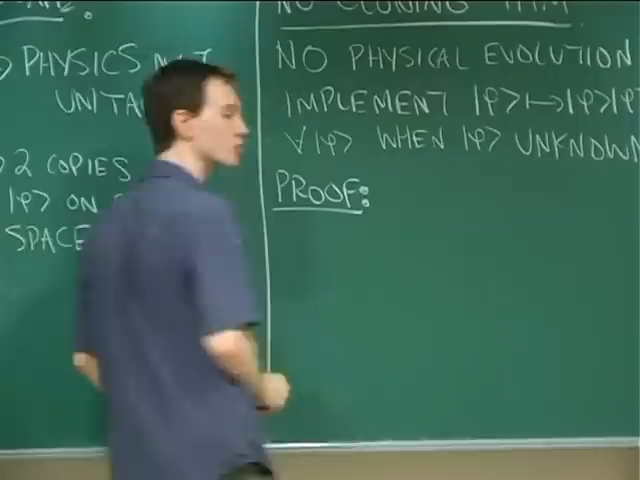 PHYSICS
UNITA
2 COPIES
|φ> ON
SPACE
NO CLONING THM
NO PHYSICAL EVOLUTION
IMPLEMENT |φ> ↦ |φ>|φ
∀|φ> WHEN |φ> UNKNOWN
PROOF: